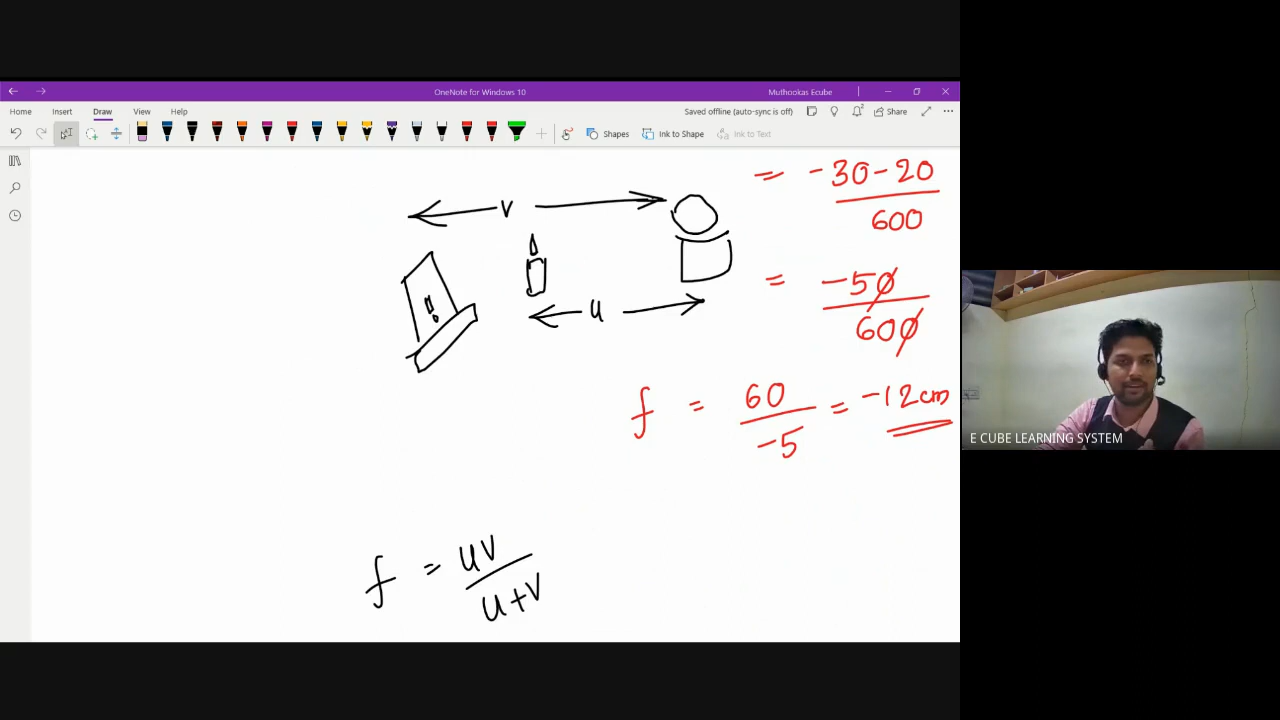 OneNote for Windows 10
Muthookas Ecube
Home Insert Draw View Help
Saved offline (auto-sync is off)
Share
Shapes
Ink to Shape
Ink to Text
v
u
= -30-20
600
= -50
600
f = 60 = -12cm
-5
f = uv
u+v
E CUBE LEARNING SYSTEM